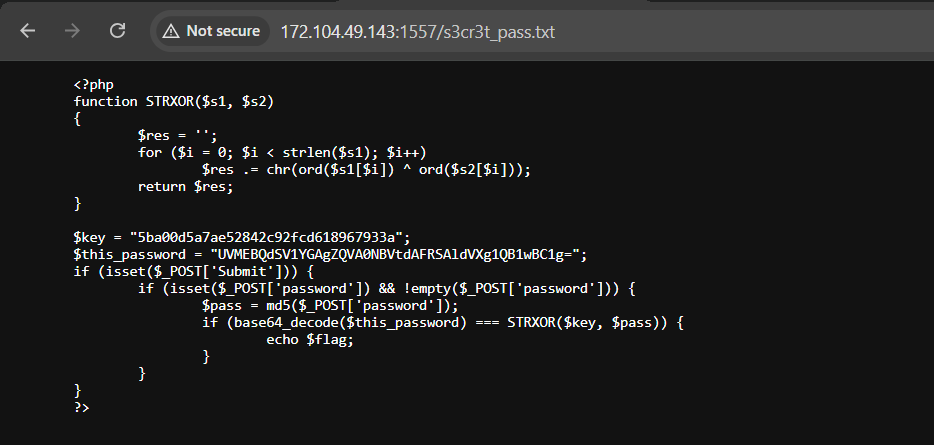 Not secure 172.104.49.143:1557/s3cr3t_pass.txt
<?php
function STRXOR($s1, $s2)
{
        $res = '';
        for ($i = 0; $i < strlen($s1); $i++)
                $res .= chr(ord($s1[$i]) ^ ord($s2[$i]));
        return $res;
}

$key = "5ba00d5a7ae52842c92fcd618967933a";
$this_password = "UVMEBQdSV1YGAgZQVA0NBVtdAFRSAldVXg1QB1wBC1g=";
if (isset($_POST['Submit'])) {
        if (isset($_POST['password']) && !empty($_POST['password'])) {
                $pass = md5($_POST['password']);
                if (base64_decode($this_password) === STRXOR($key, $pass)) {
                        echo $flag;
                }
        }
}
?>